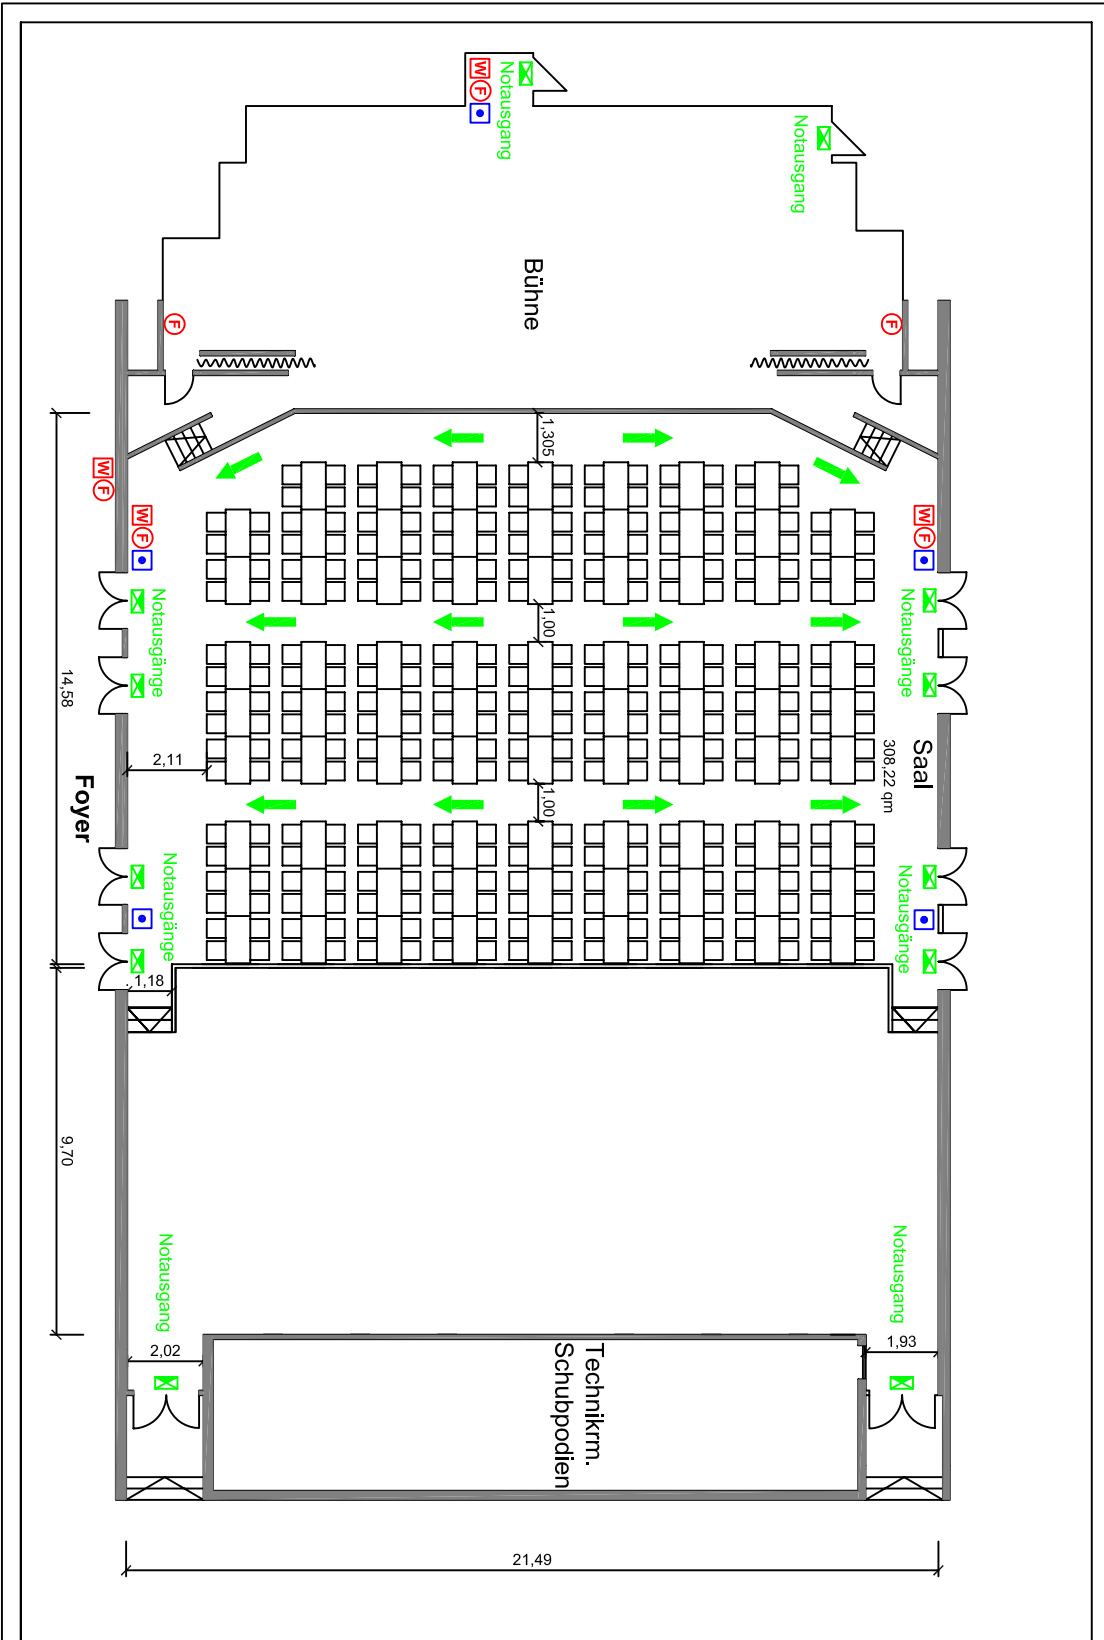 Notausgang
W F
Notausgang
Bühne
F
F
1,305
W F
W F
W F
Notausgänge
Notausgänge
1,00
14,58
2,11
Saal
308,22 qm
Foyer
1,00
Notausgänge
Notausgänge
1,18
9,70
Notausgang
Notausgang
2,02
1,93
Technikrm.
Schubpodien
21,49